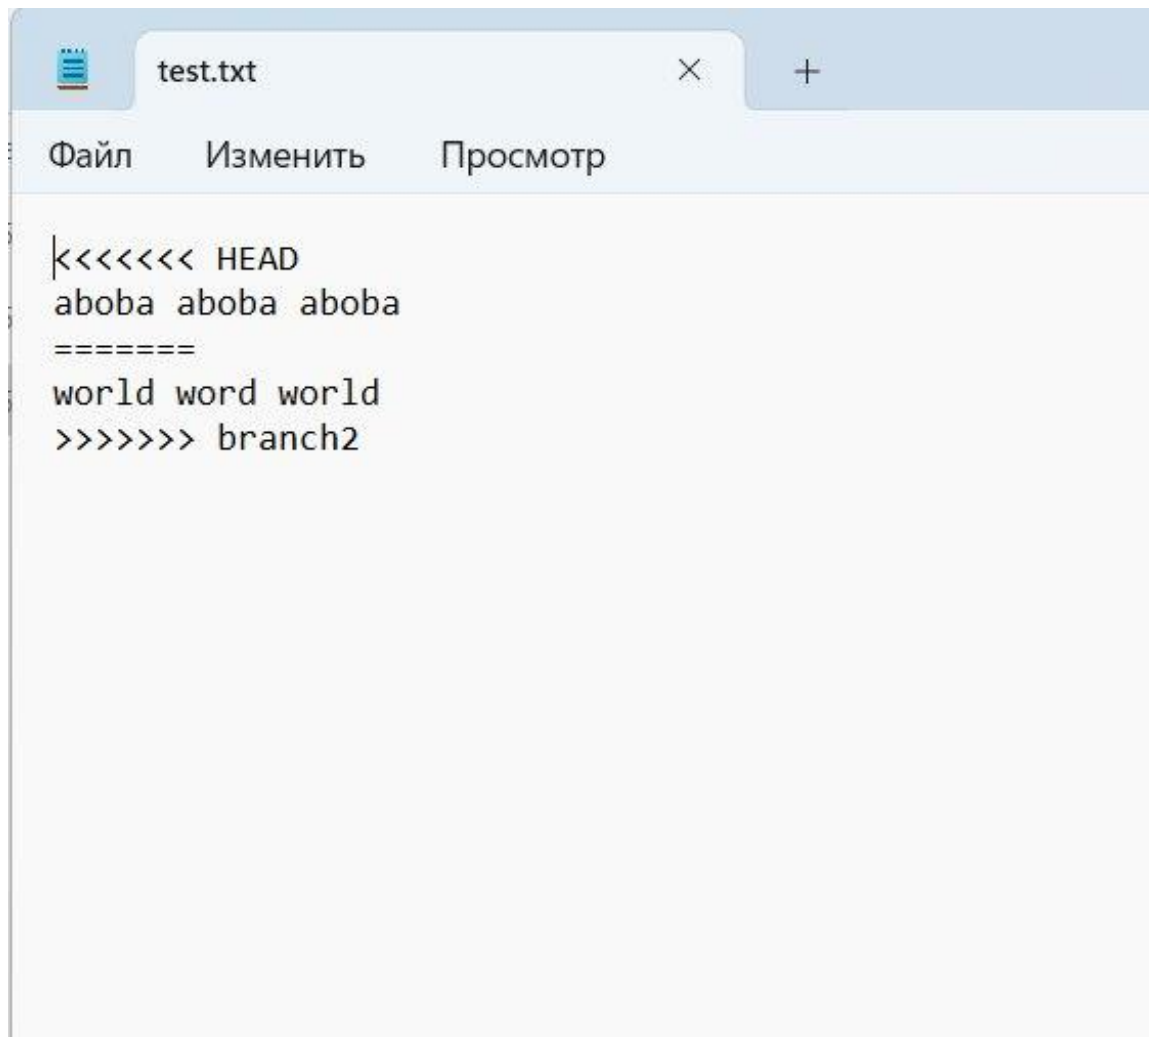 test.txt
Файл Изменить Просмотр
<<<<<<< HEAD
aboba aboba aboba
=======
world word world
>>>>>>> branch2